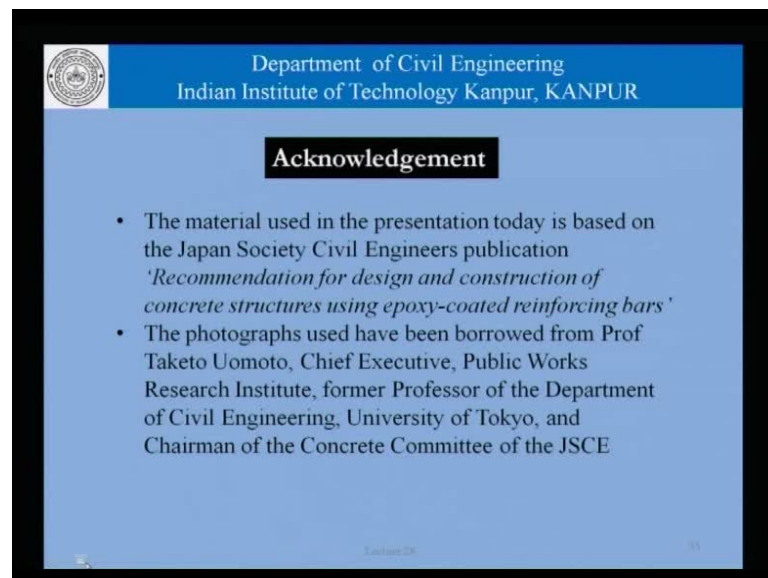 Department of Civil Engineering
Indian Institute of Technology Kanpur, KANPUR
Acknowledgement
• The material used in the presentation today is based on
the Japan Society Civil Engineers publication
‘Recommendation for design and construction of
concrete structures using epoxy-coated reinforcing bars’
• The photographs used have been borrowed from Prof
Taketo Uomoto, Chief Executive, Public Works
Research Institute, former Professor of the Department
of Civil Engineering, University of Tokyo, and
Chairman of the Concrete Committee of the JSCE
Lecture